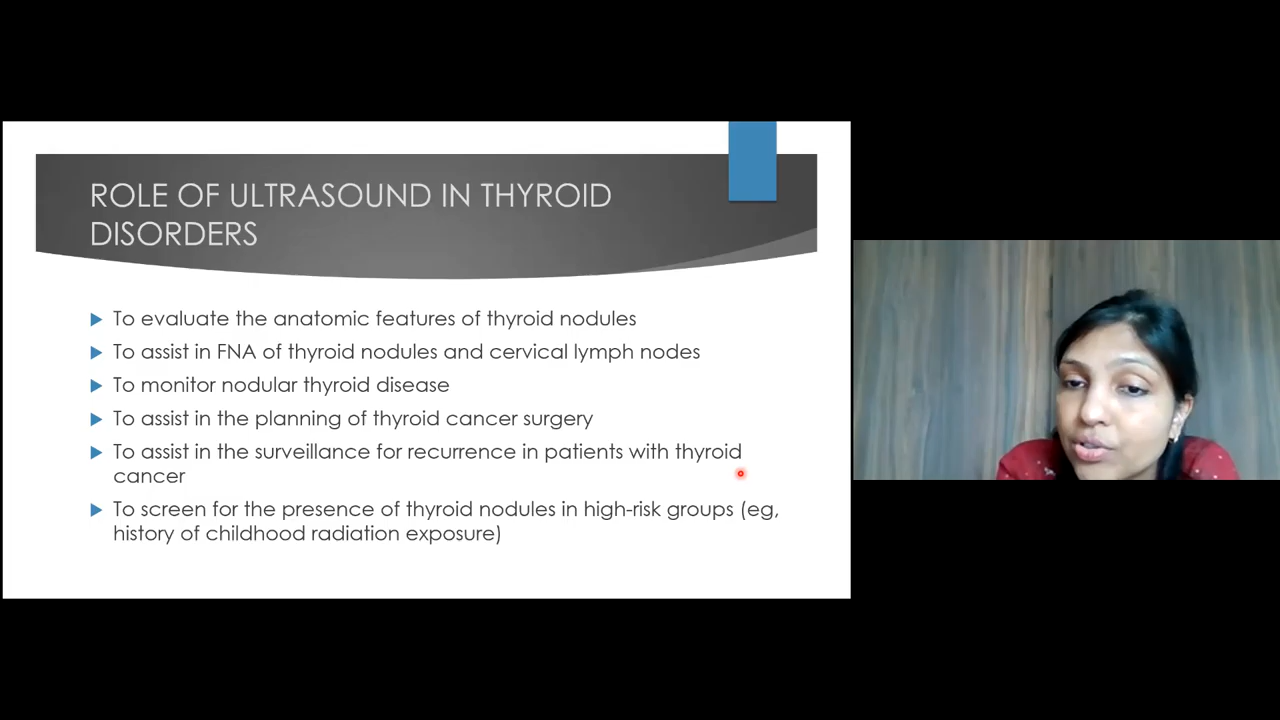 ROLE OF ULTRASOUND IN THYROID
DISORDERS
To evaluate the anatomic features of thyroid nodules
To assist in FNA of thyroid nodules and cervical lymph nodes
To monitor nodular thyroid disease
To assist in the planning of thyroid cancer surgery
To assist in the surveillance for recurrence in patients with thyroid
cancer
To screen for the presence of thyroid nodules in high-risk groups (eg,
history of childhood radiation exposure)